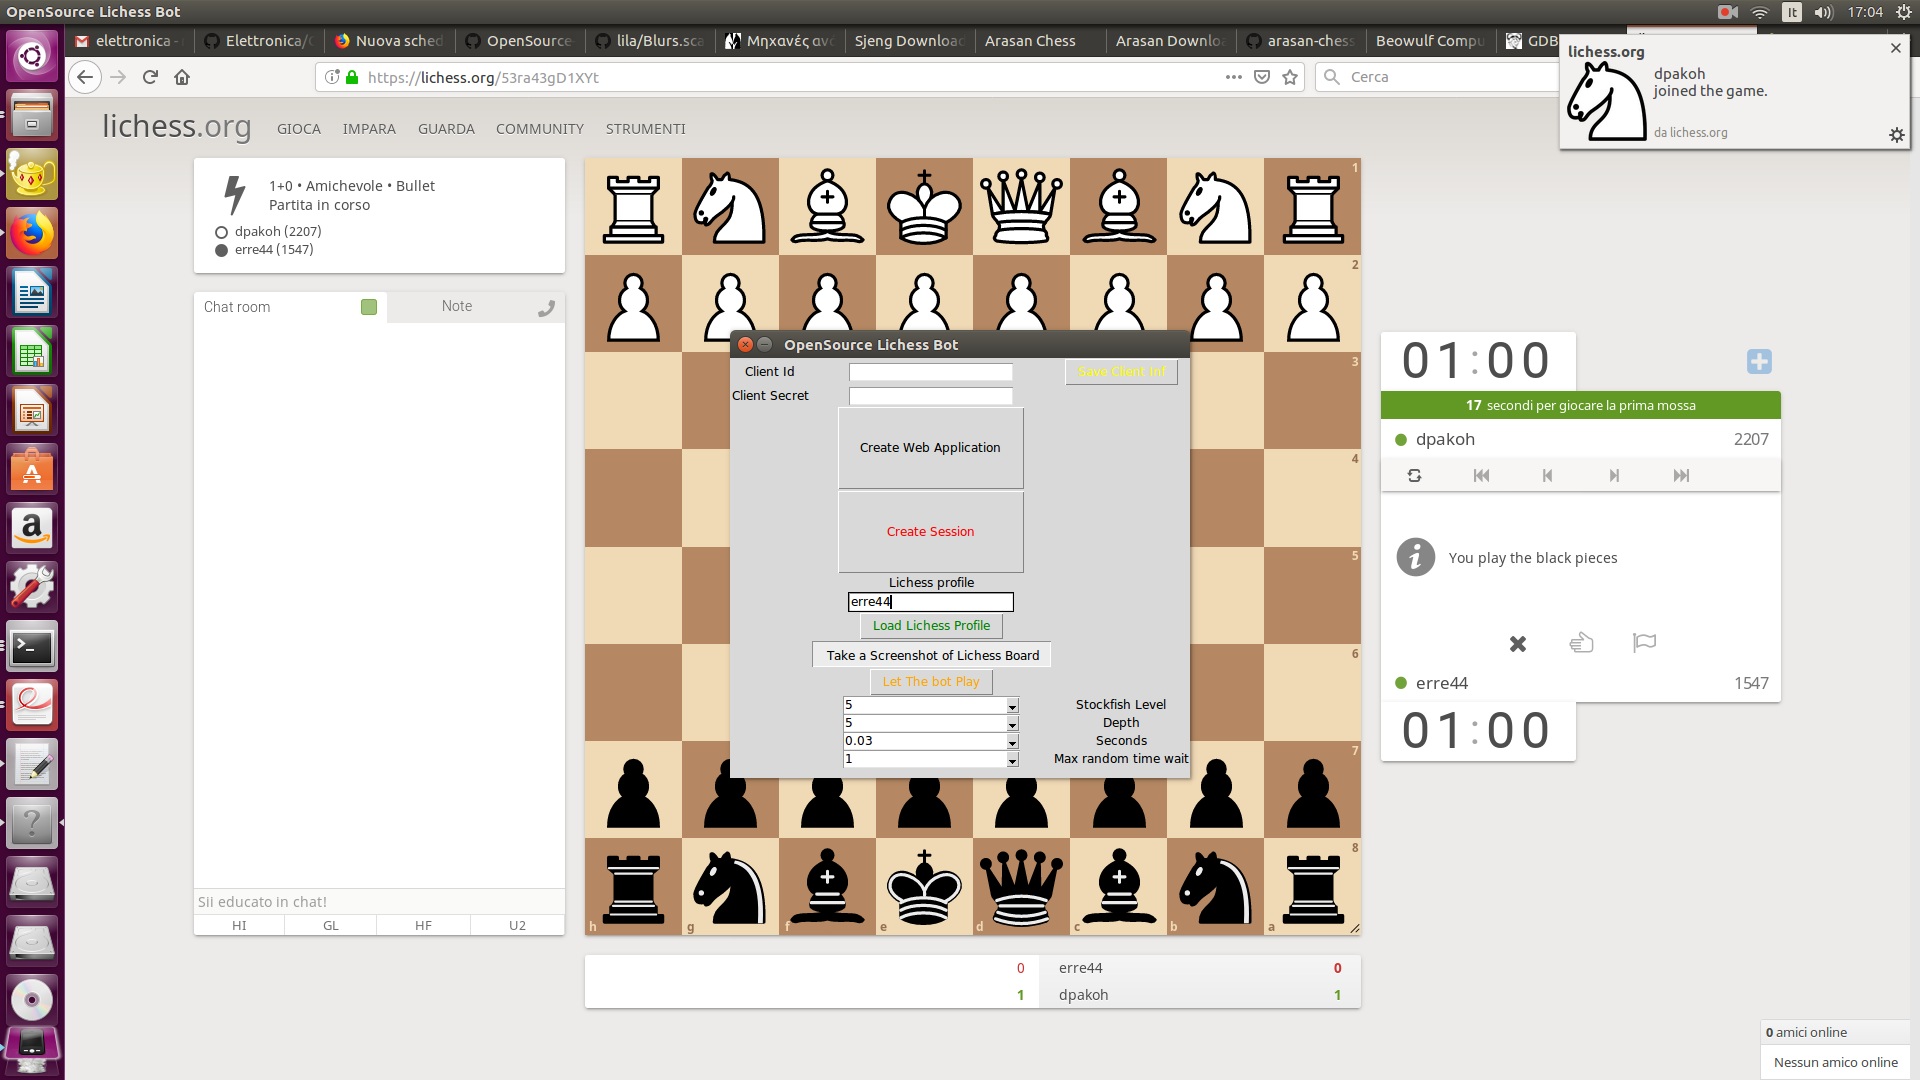 OpenSource Lichess Bot
It
17:04
elettronica -
Elettronica/
Nuova sched
OpenSource
lila/Blurs.sca
Μηχανές αν
Sjeng Downloa
Arasan Chess
Arasan Downlo
arasan-chess
Beowulf Compu
GDB
https://lichess.org/53ra43gD1XYt
Cerca
lichess.org
dpakoh
joined the game.
da lichess.org
lichess.org
GIOCA
IMPARA
GUARDA
COMMUNITY
STRUMENTI
1+0 • Amichevole • Bullet
Partita in corso
dpakoh (2207)
erre44 (1547)
Chat room
Note
Sii educato in chat!
HI
GL
HF
U2
1
2
3
4
5
6
7
8
h
g
f
e
d
c
b
a
OpenSource Lichess Bot
Client Id
Save Client Inf
Client Secret
Create Web Application
Create Session
Lichess profile
erre44
Load Lichess Profile
Take a Screenshot of Lichess Board
Let The bot Play
5 Stockfish Level
5 Depth
0.03 Seconds
1 Max random time wait
01:00
17 secondi per giocare la prima mossa
dpakoh 2207
You play the black pieces
erre44 1547
01:00
0 erre44 0
1 dpakoh 1
0 amici online
Nessun amico online